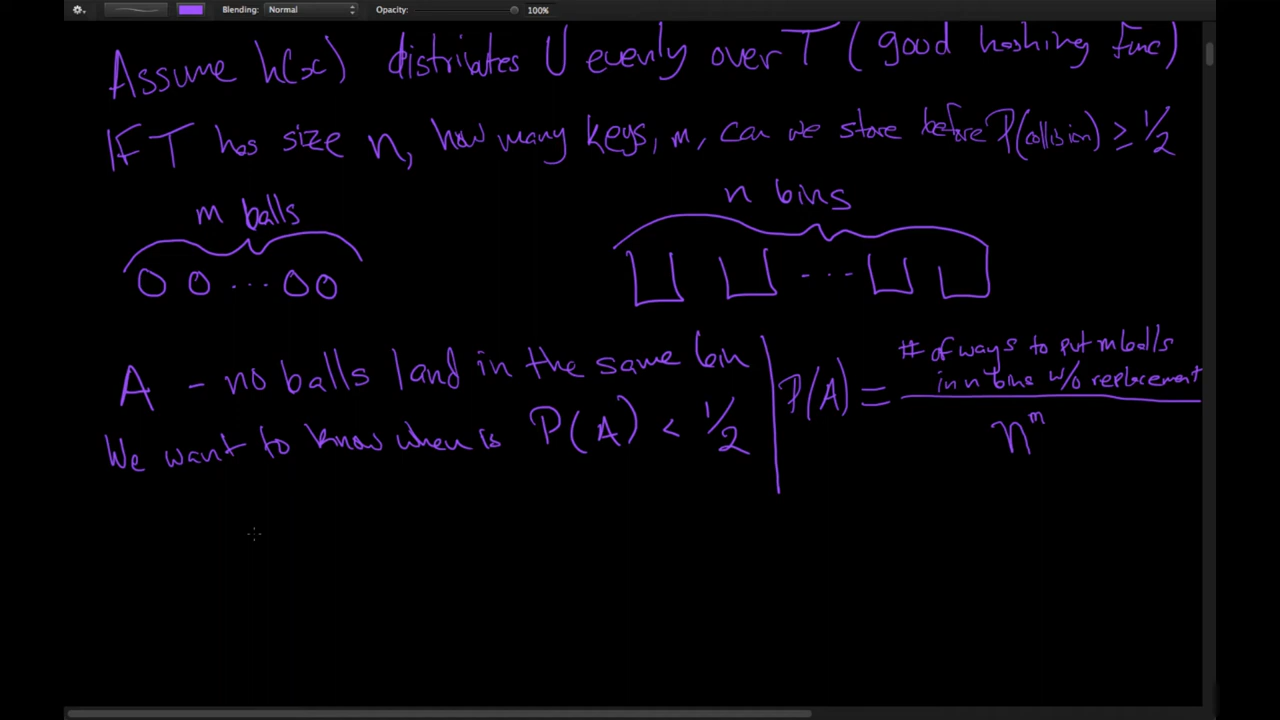 Blending: Normal Opacity: 100%
Assume h(x) distributes U evenly over T (good hashing func)
IF T has size n, how many keys, m, can we store before P(collision) ≥ 1/2
m balls
n bins
A - no balls land in the same bin
We want to know when is P(A) < 1/2
P(A) = # of ways to put m balls
in n bins w/o replacement
n^m